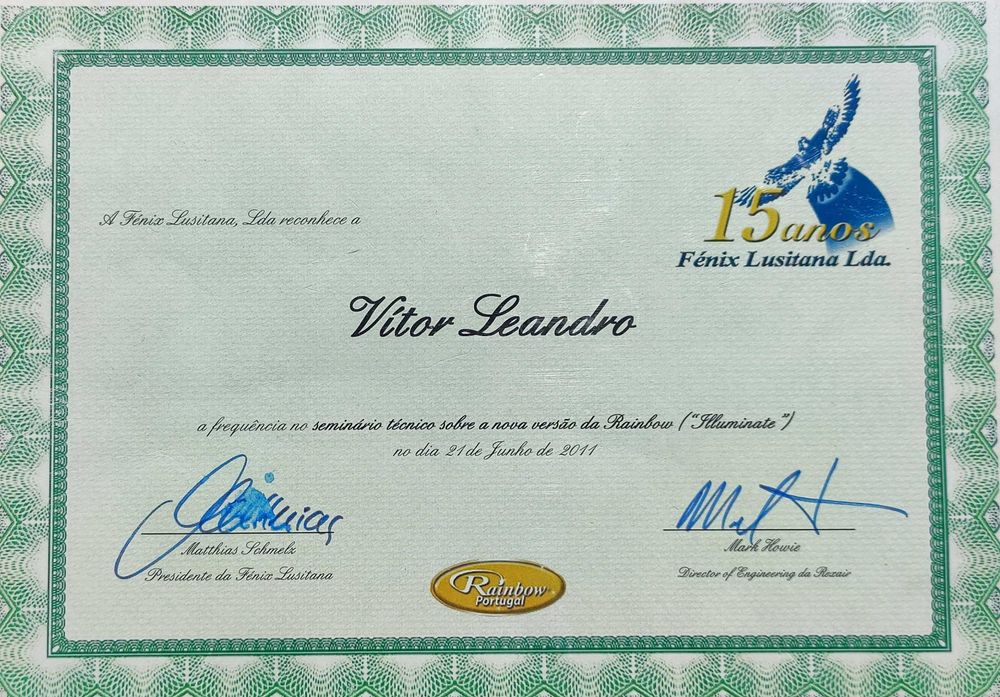 15 anos
Fénix Lusitana Lda.
A Fénix Lusitana, Lda reconhece a
Vítor Leandro
a frequência no seminário técnico sobre a nova versão da Rainbow ("Illuminate")
no dia 21 de Junho de 2011
Matthias Schmelz
Presidente da Fénix Lusitana
Mark Howie
Director of Engineering da Rexair
Rainbow
Portugal